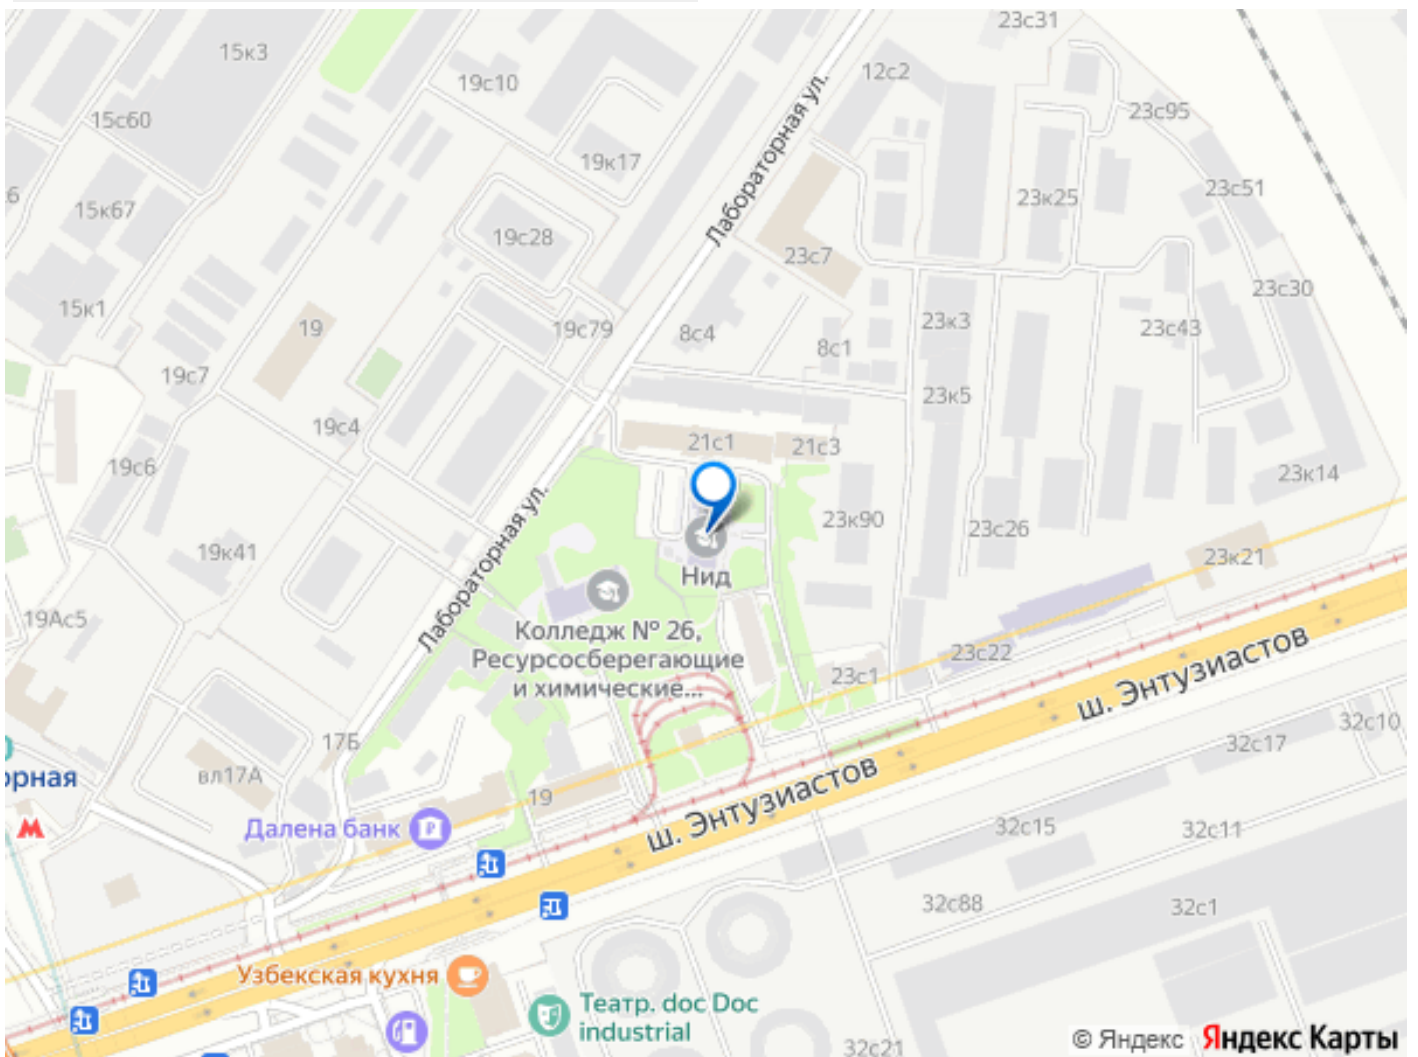 23с31
15к3
12с2
19с10
23с95
15с60
19к17
Лабораторная ул.
23с51
23к25
15к67
19с28
23с7
23с30
15к1
19
19с79
8с4
23к3
23с43
8с1
19с7
23к5
19с4
21с1
21с3
19с6
23к14
23к90
23с26
Лабораторная ул.
19к41
23к21
Нид
19Ас5
Колледж № 26,
Ресурсосберегающие
и химические...
23с22
23с1
ш. Энтузиастов
32с10
32с17
17Б
вл17А
орная
19
ш. Энтузиастов
Далена банк
32с15
32с11
32с88
32с1
Узбекская кухня
Театр. doc Doc
industrial
32с21
© Яндекс Яндекс Карты